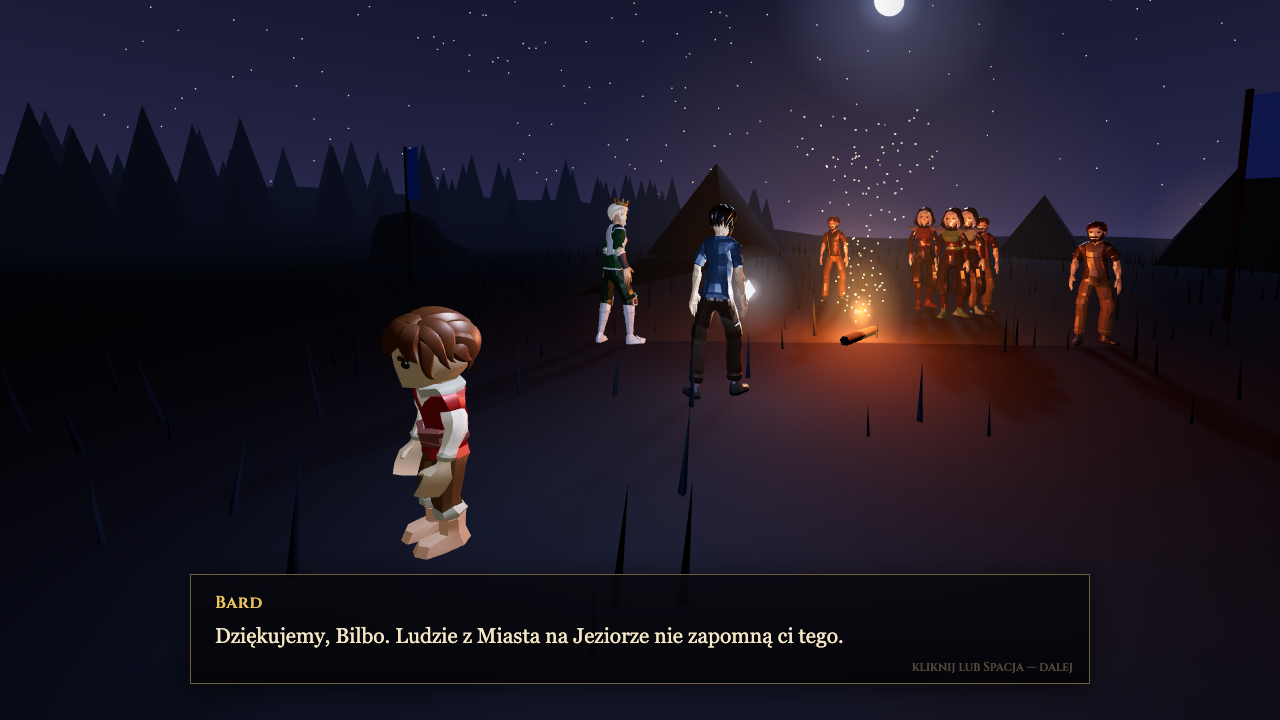 Bard
Dziękujemy, Bilbo. Ludzie z Miasta na Jeziorze nie zapomną ci tego.
kliknij lub Spacja — dalej